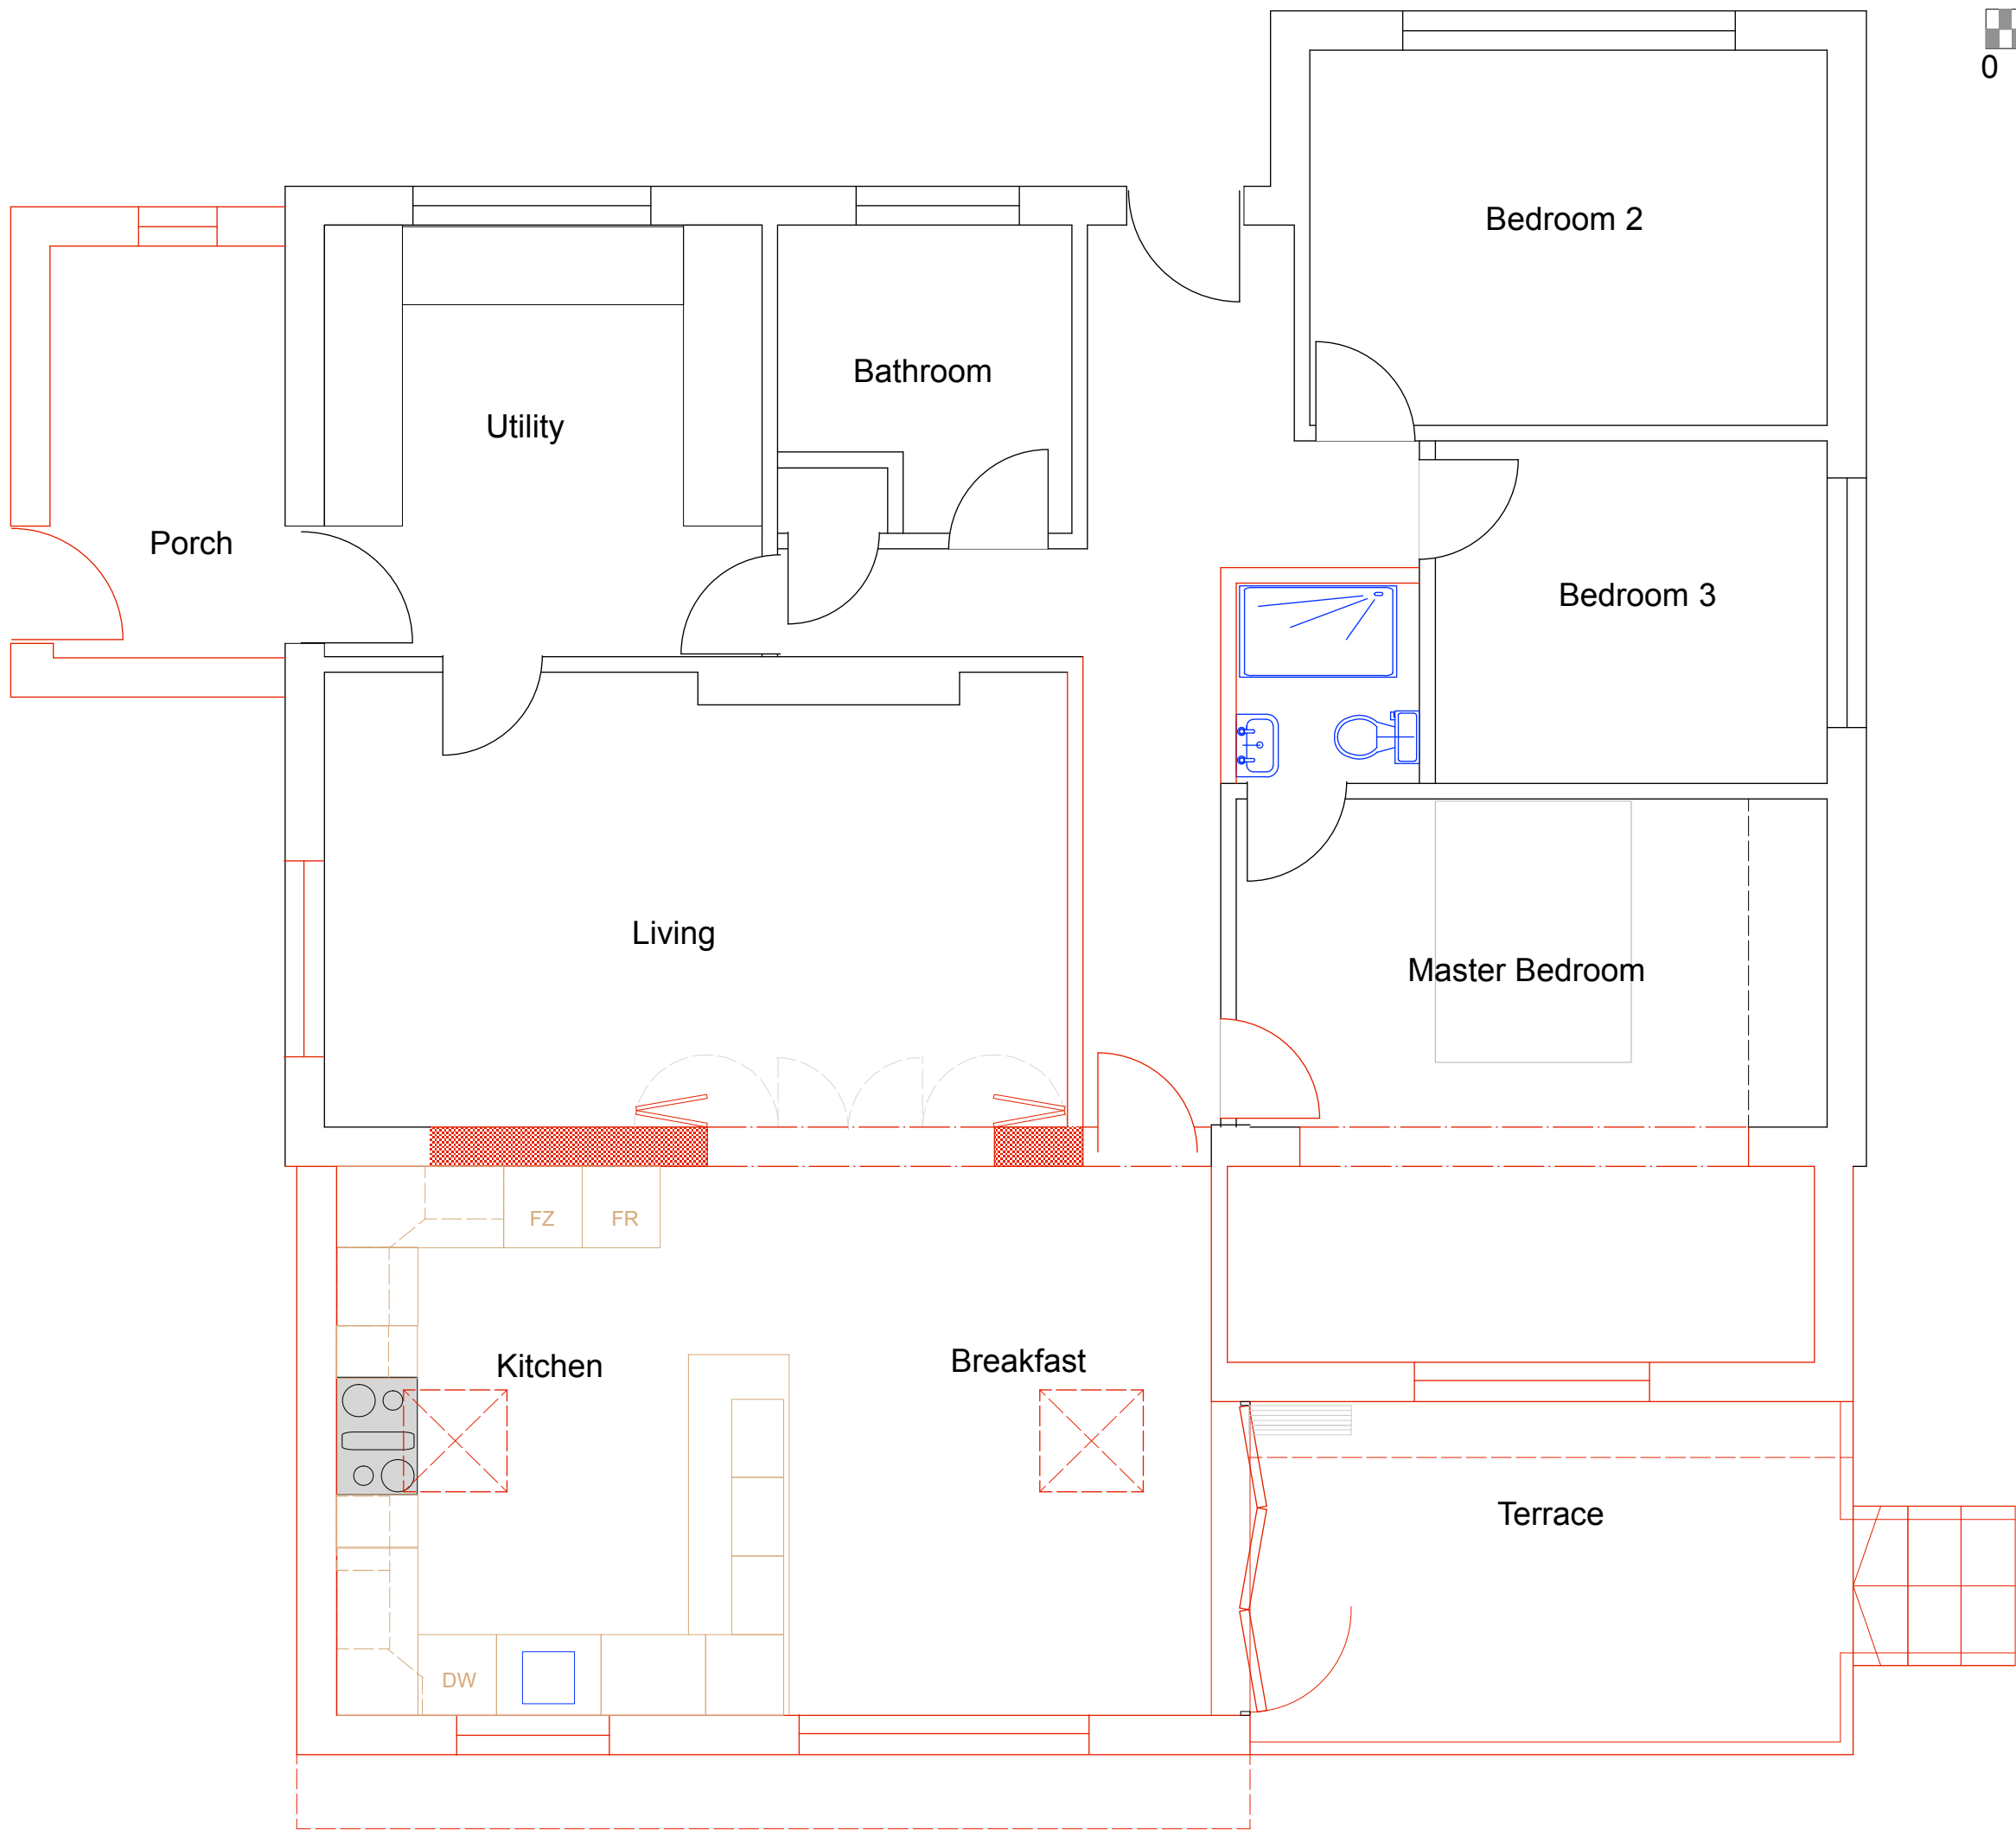 0
Bedroom 2
Bathroom
Utility
Porch
Bedroom 3
Living
Master Bedroom
FZ
FR
Kitchen
Breakfast
Terrace
DW